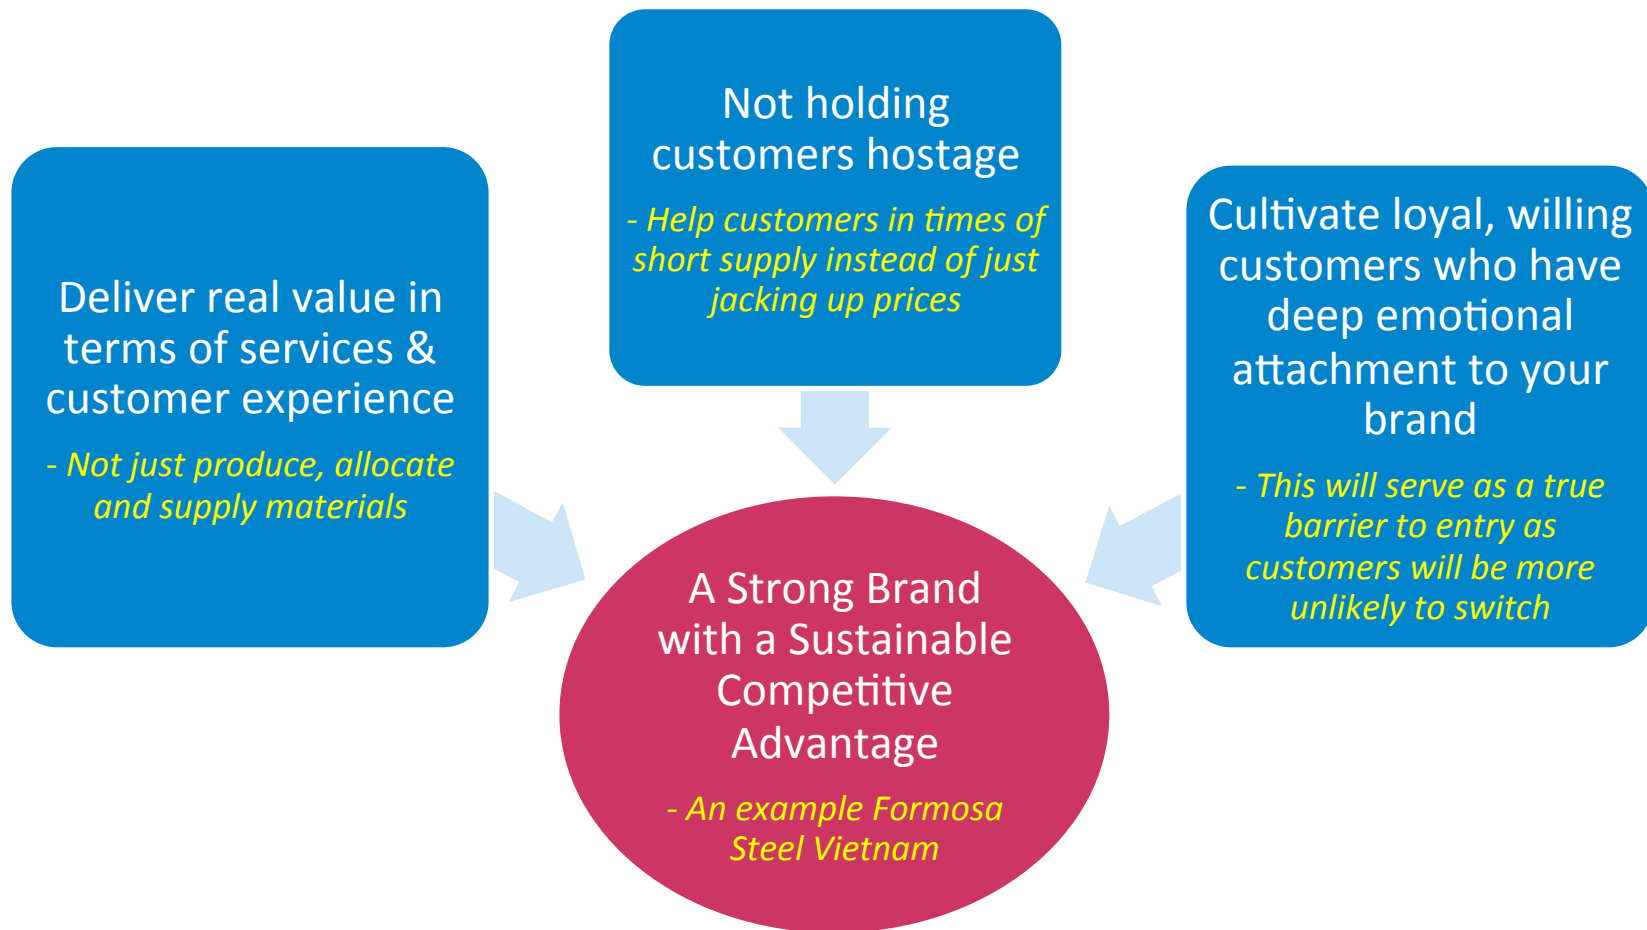 Deliver real value in
terms of services &
customer experience
- Not just produce, allocate
and supply materials
Not holding
customers hostage
- Help customers in times of
short supply instead of just
jacking up prices
Cultivate loyal, willing
customers who have
deep emotional
attachment to your
brand
- This will serve as a true
barrier to entry as
customers will be more
unlikely to switch
A Strong Brand
with a Sustainable
Competitive
Advantage
- An example Formosa
Steel Vietnam